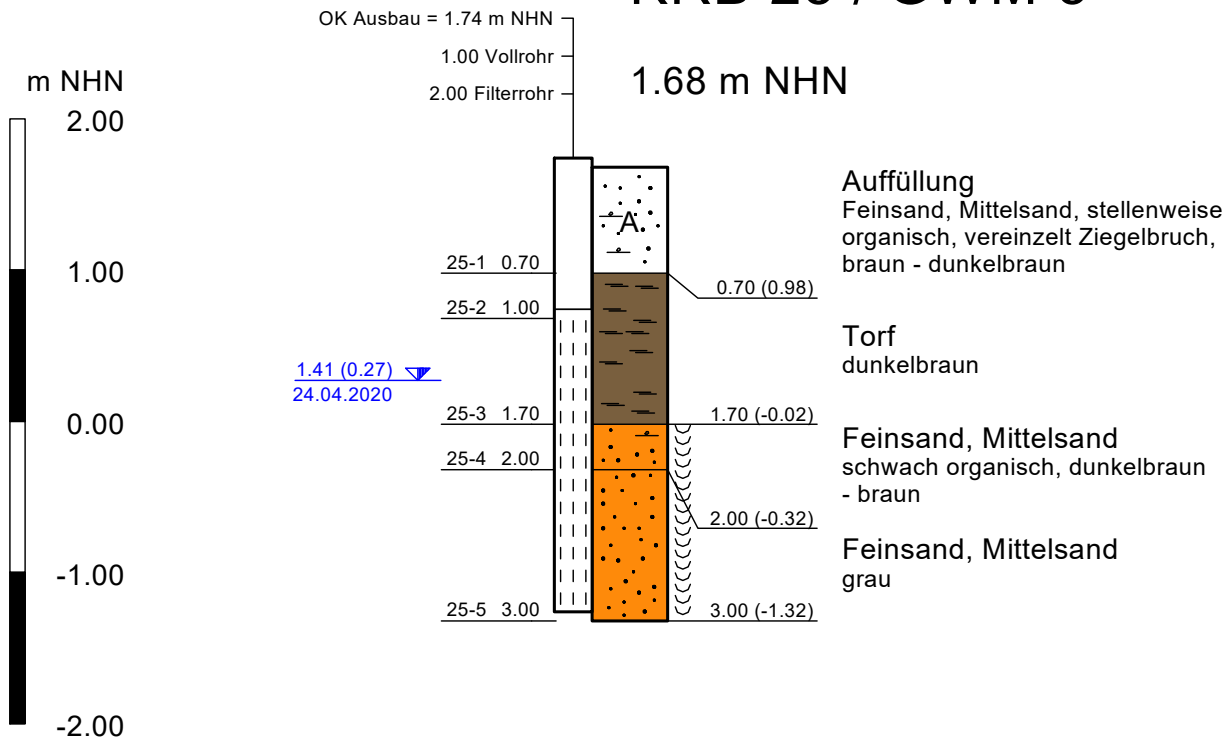 OK Ausbau = 1.74 m NHN
1.00 Vollrohr
2.00 Filterrohr
1.68 m NHN
m NHN
2.00
1.00
0.00
-1.00
-2.00
A
25-1 0.70
25-2 1.00
1.41 (0.27)
24.04.2020
25-3 1.70
25-4 2.00
25-5 3.00
0.70 (0.98)
1.70 (-0.02)
2.00 (-0.32)
3.00 (-1.32)
Auffüllung
Feinsand, Mittelsand, stellenweise
organisch, vereinzelt Ziegelbruch,
braun - dunkelbraun
Torf
dunkelbraun
Feinsand, Mittelsand
schwach organisch, dunkelbraun
- braun
Feinsand, Mittelsand
grau